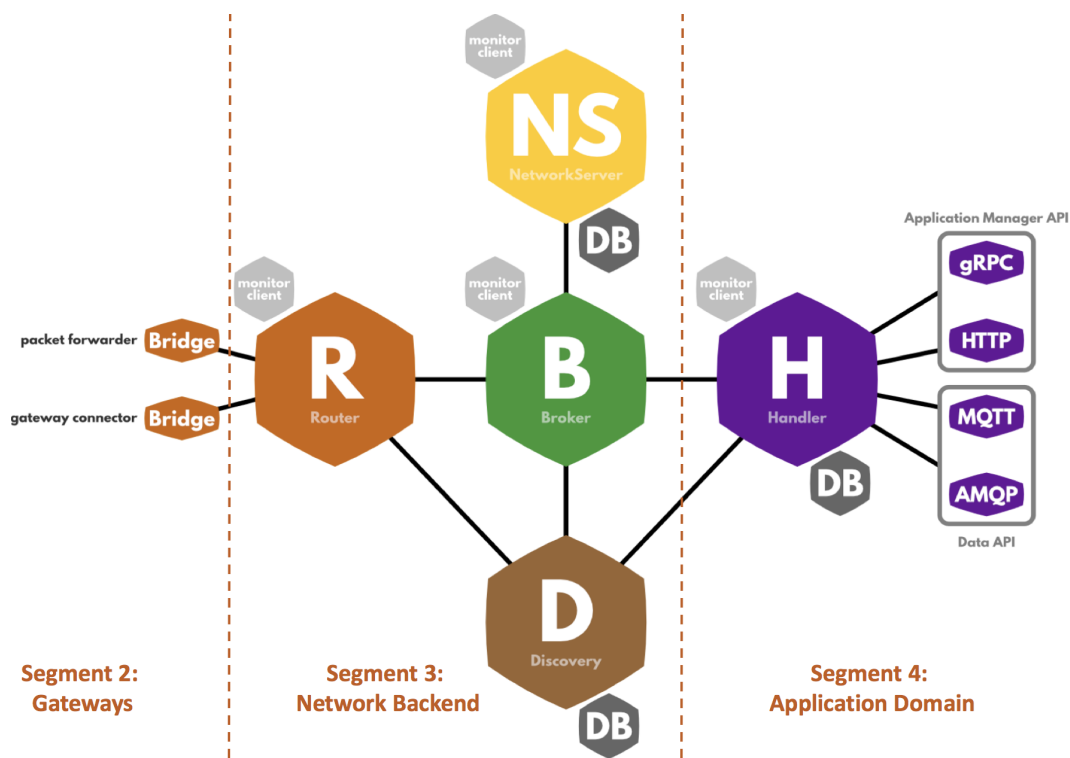 monitor
client
NS
NetworkServer
DB
Application Manager API
gRPC
HTTP
monitor
client
monitor
client
monitor
client
packet forwarder
Bridge
gateway connector
Bridge
R
Router
B
Broker
H
Handler
MQTT
AMQP
DB
Data API
D
Discovery
DB
Segment 2:
Gateways
Segment 3:
Network Backend
Segment 4:
Application Domain